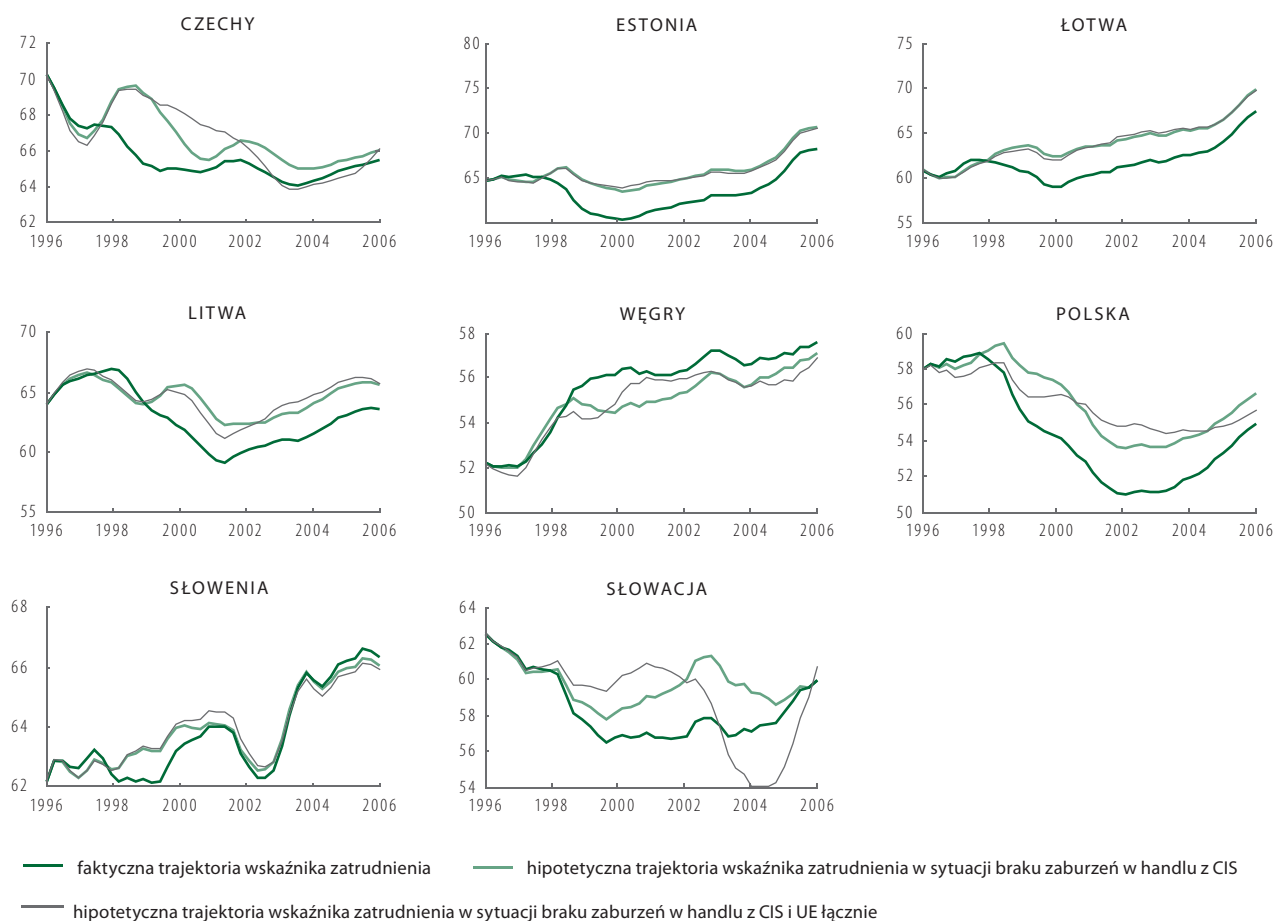 CZECHY
ESTONIA
ŁOTWA
72
70
68
66
64
62
1996 1998 2000 2002 2004 2006
80
75
70
65
1996 1998 2000 2002 2004 2006
75
70
65
60
55
1996 1998 2000 2002 2004 2006
LITWA
WĘGRY
POLSKA
70
65
60
55
1996 1998 2000 2002 2004 2006
58
56
54
52
50
1996 1998 2000 2002 2004 2006
60
58
56
54
52
50
1996 1998 2000 2002 2004 2006
SŁOWENIA
SŁOWACJA
68
66
64
62
1996 1998 2000 2002 2004 2006
64
62
60
58
56
54
1996 1998 2000 2002 2004 2006
faktyczna trajektoria wskaźnika zatrudnienia
hipotetyczna trajektoria wskaźnika zatrudnienia w sytuacji braku zaburzeń w handlu z CIS
hipotetyczna trajektoria wskaźnika zatrudnienia w sytuacji braku zaburzeń w handlu z CIS i UE łącznie